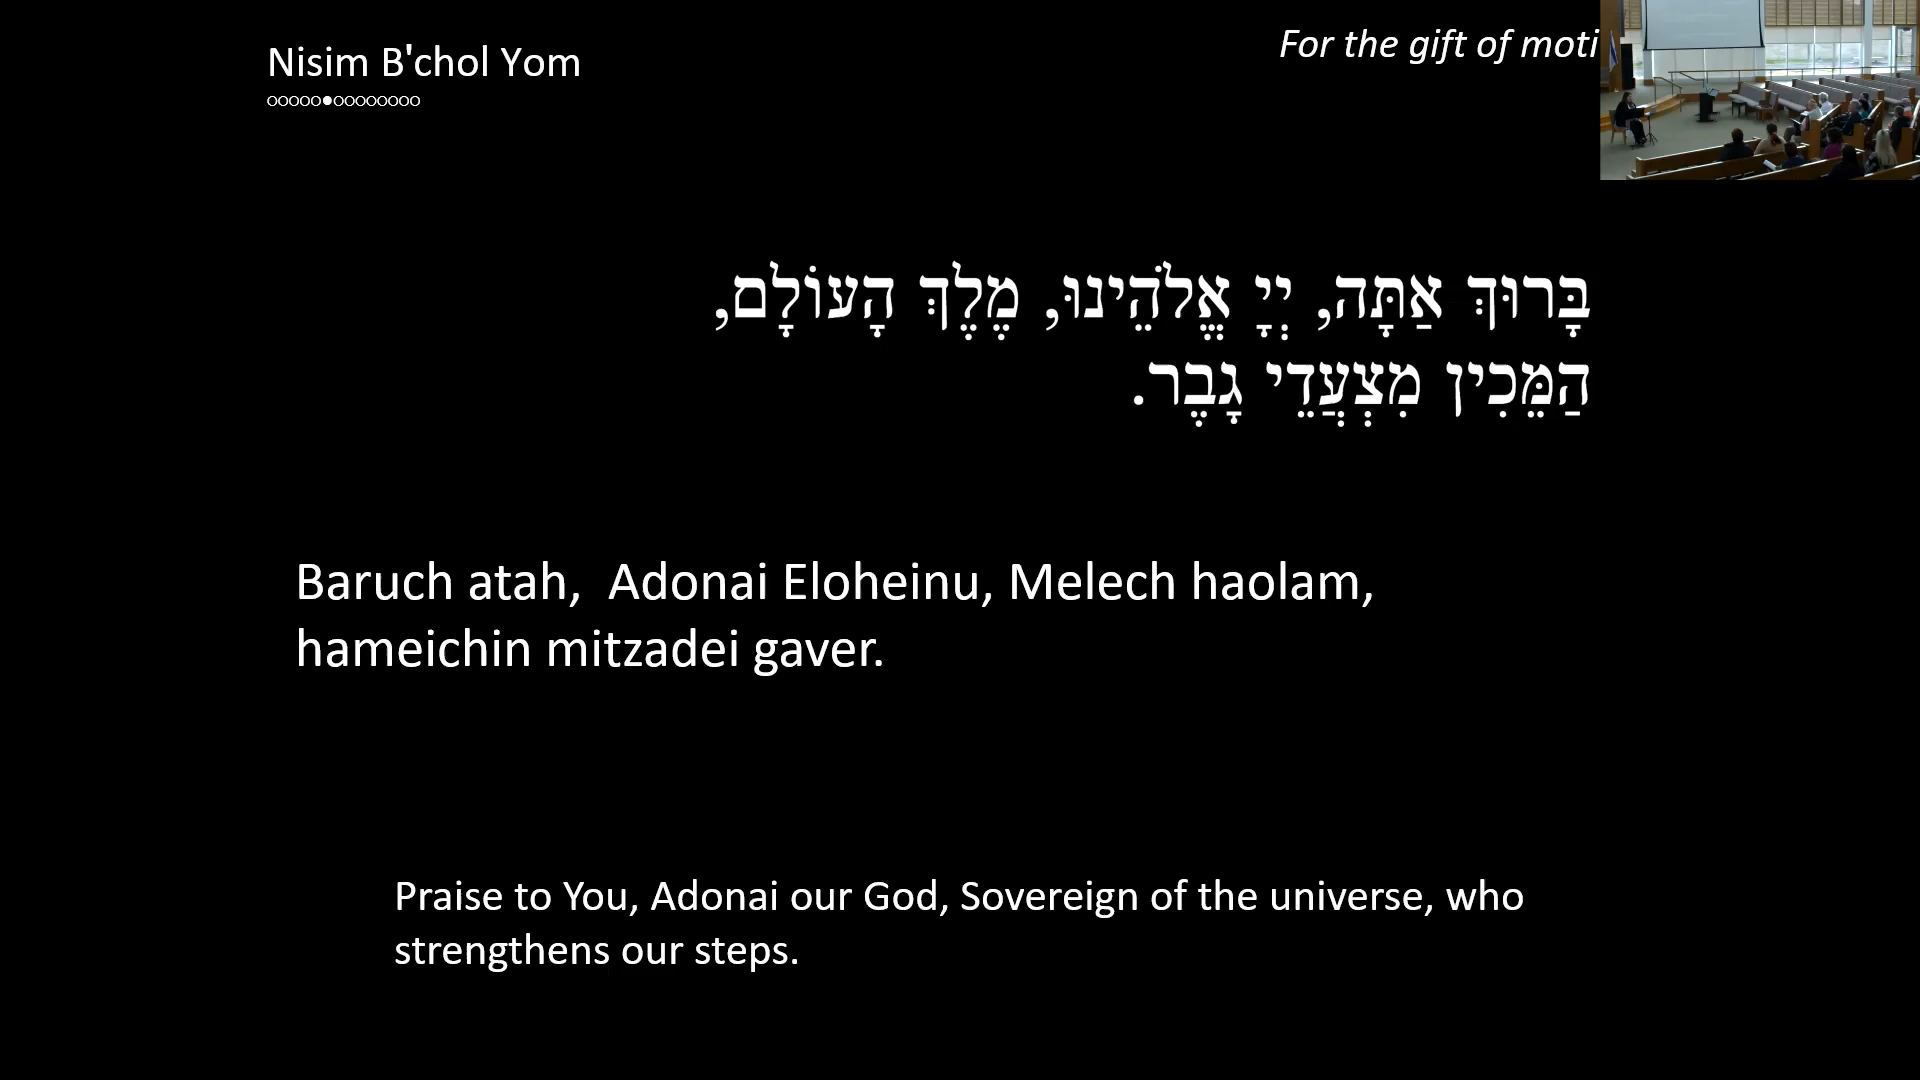 Nisim B'chol Yom
For the gift of moti
בָּרוּךְ אַתָּה, יְיָ אֱלֹהֵינוּ, מֶלֶךְ הָעוֹלָם,
הַמֵּכִין מִצְעֲדֵי גָבֶר.
Baruch atah,  Adonai Eloheinu, Melech haolam,
hameichin mitzadei gaver.
Praise to You, Adonai our God, Sovereign of the universe, who
strengthens our steps.